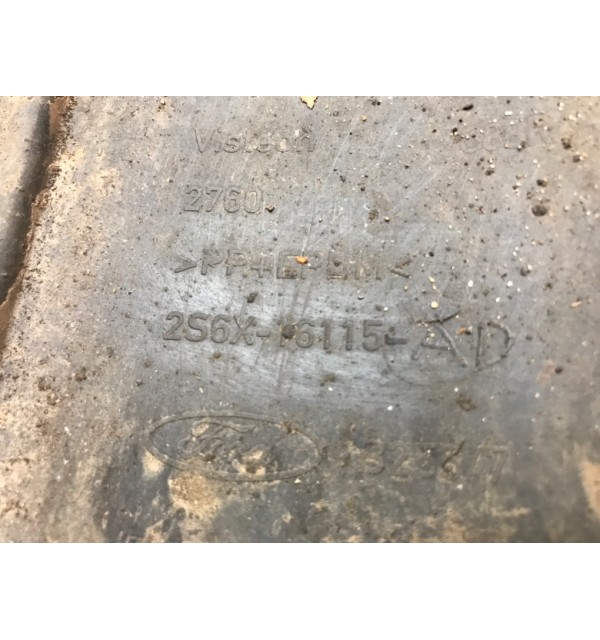 Visteon
2760
>PP+EPDM<
2S6X-16115-AD
Ford